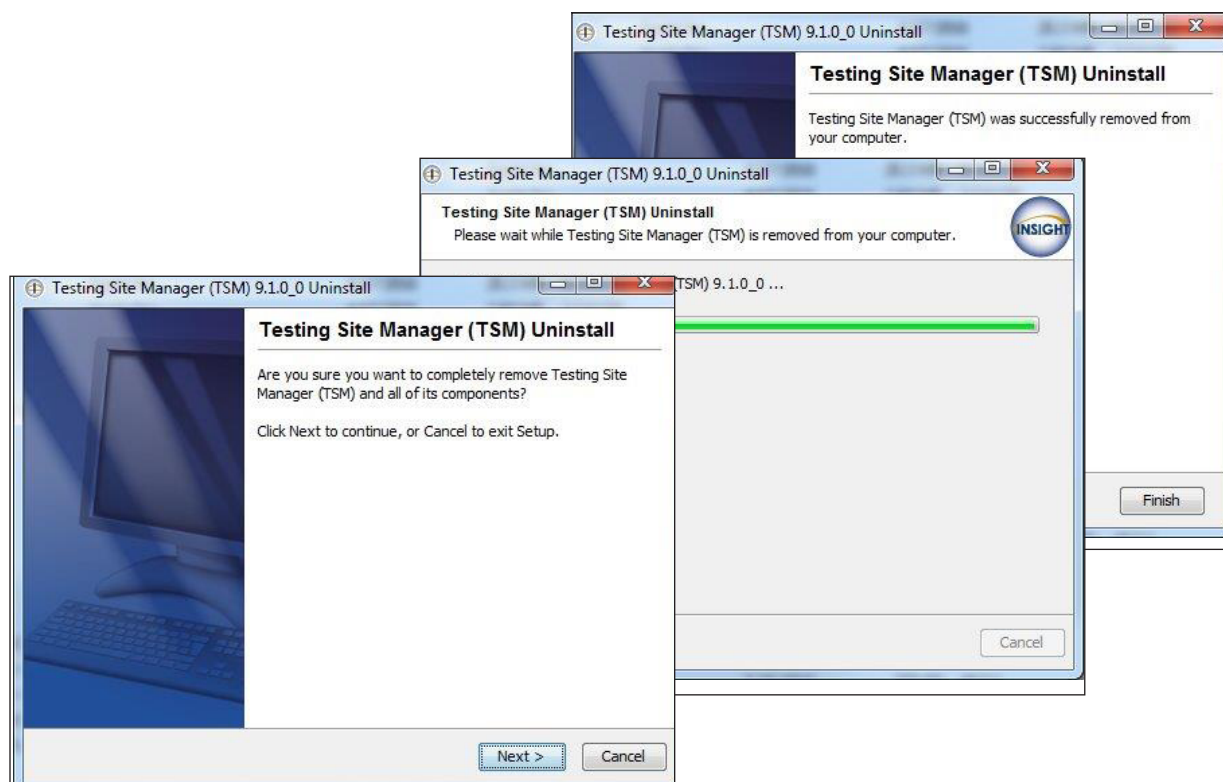 Testing Site Manager (TSM) 9.1.0_0 Uninstall
Testing Site Manager (TSM) Uninstall
Testing Site Manager (TSM) was successfully removed from
your computer.
Finish
Testing Site Manager (TSM) 9.1.0_0 Uninstall
Testing Site Manager (TSM) Uninstall
Please wait while Testing Site Manager (TSM) is removed from your computer.
INSIGHT
(TSM) 9.1.0_0 ...
Cancel
Testing Site Manager (TSM) 9.1.0_0 Uninstall
Testing Site Manager (TSM) Uninstall
Are you sure you want to completely remove Testing Site
Manager (TSM) and all of its components?
Click Next to continue, or Cancel to exit Setup.
Next >
Cancel